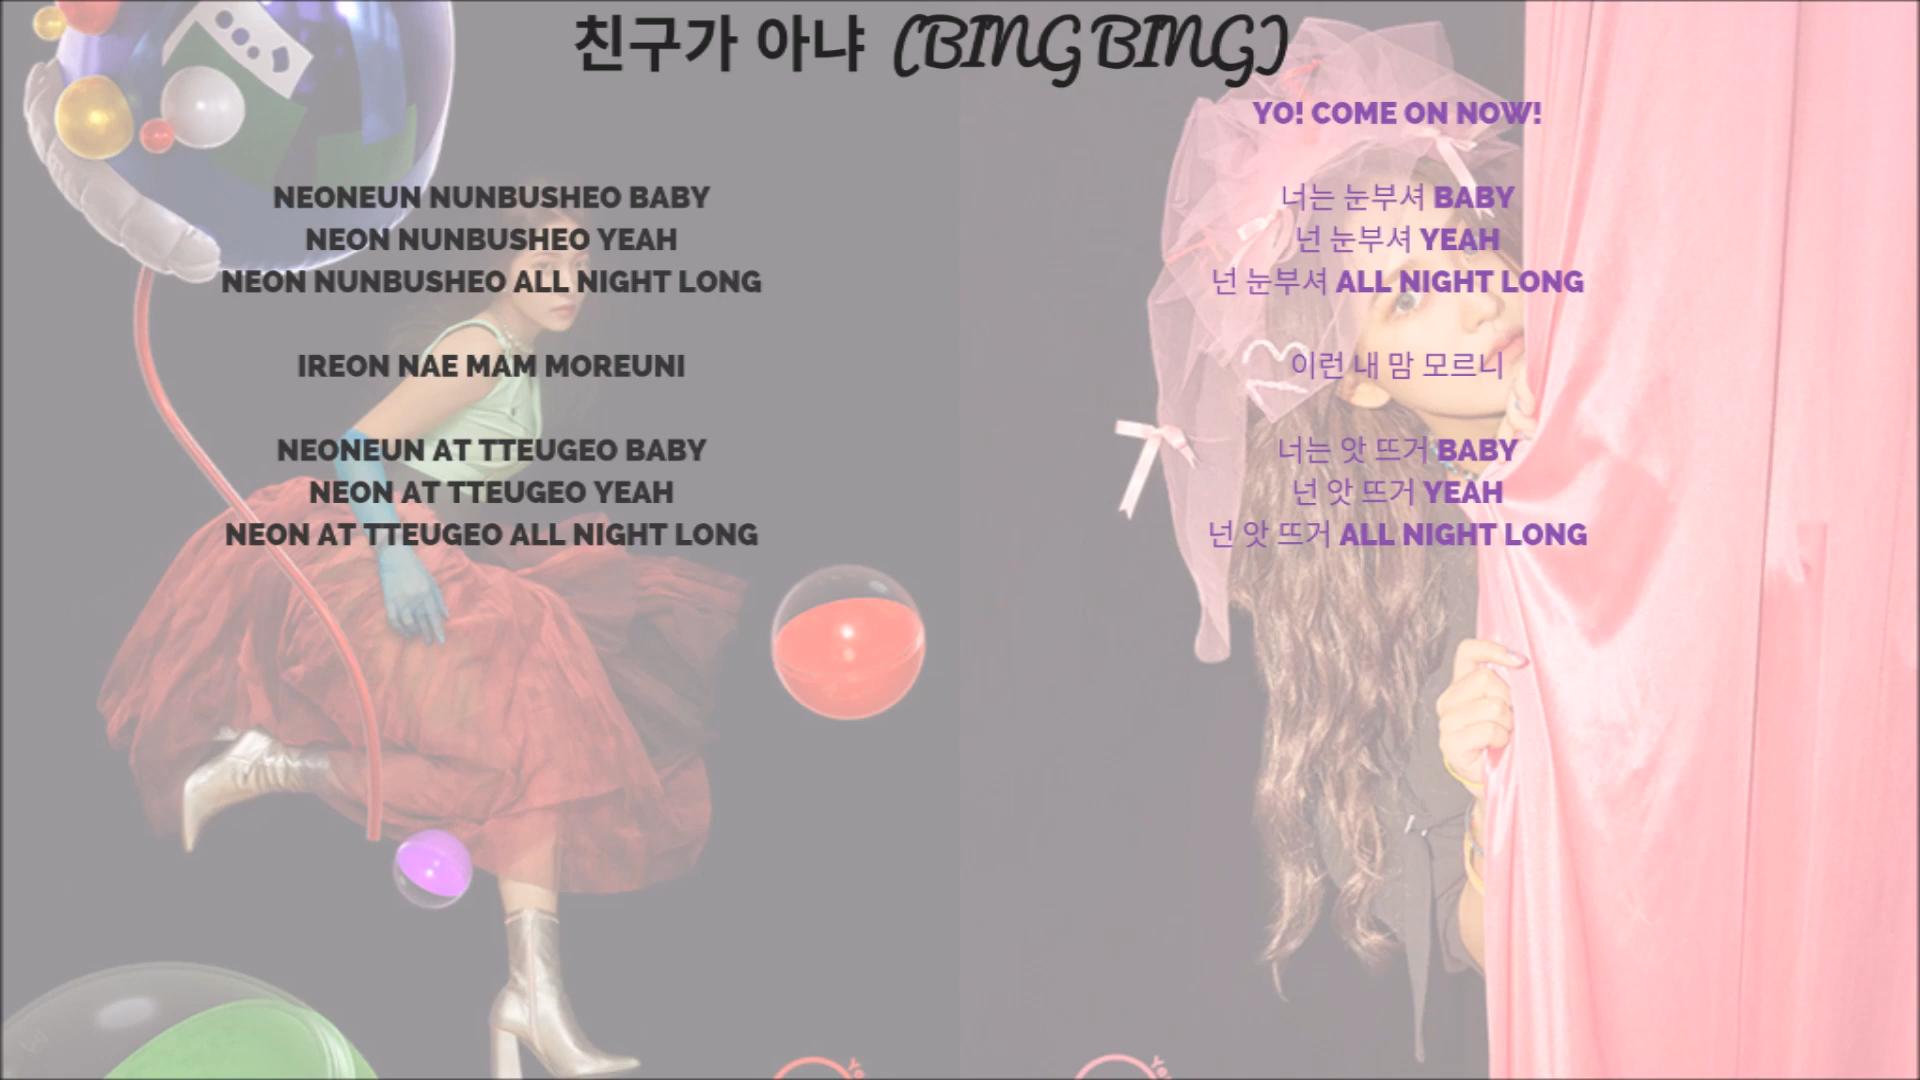 친구가 아냐 (BING BING)
NEONEUN NUNBUSHEO BABY
NEON NUNBUSHEO YEAH
NEON NUNBUSHEO ALL NIGHT LONG
IREON NAE MAM MOREUNI
NEONEUN AT TTEUGEO BABY
NEON AT TTEUGEO YEAH
NEON AT TTEUGEO ALL NIGHT LONG
YO! COME ON NOW!
너는 눈부셔 BABY
넌 눈부셔 YEAH
넌 눈부셔 ALL NIGHT LONG
이런 내 맘 모르니
너는 앗 뜨거 BABY
넌 앗 뜨거 YEAH
넌 앗 뜨거 ALL NIGHT LONG